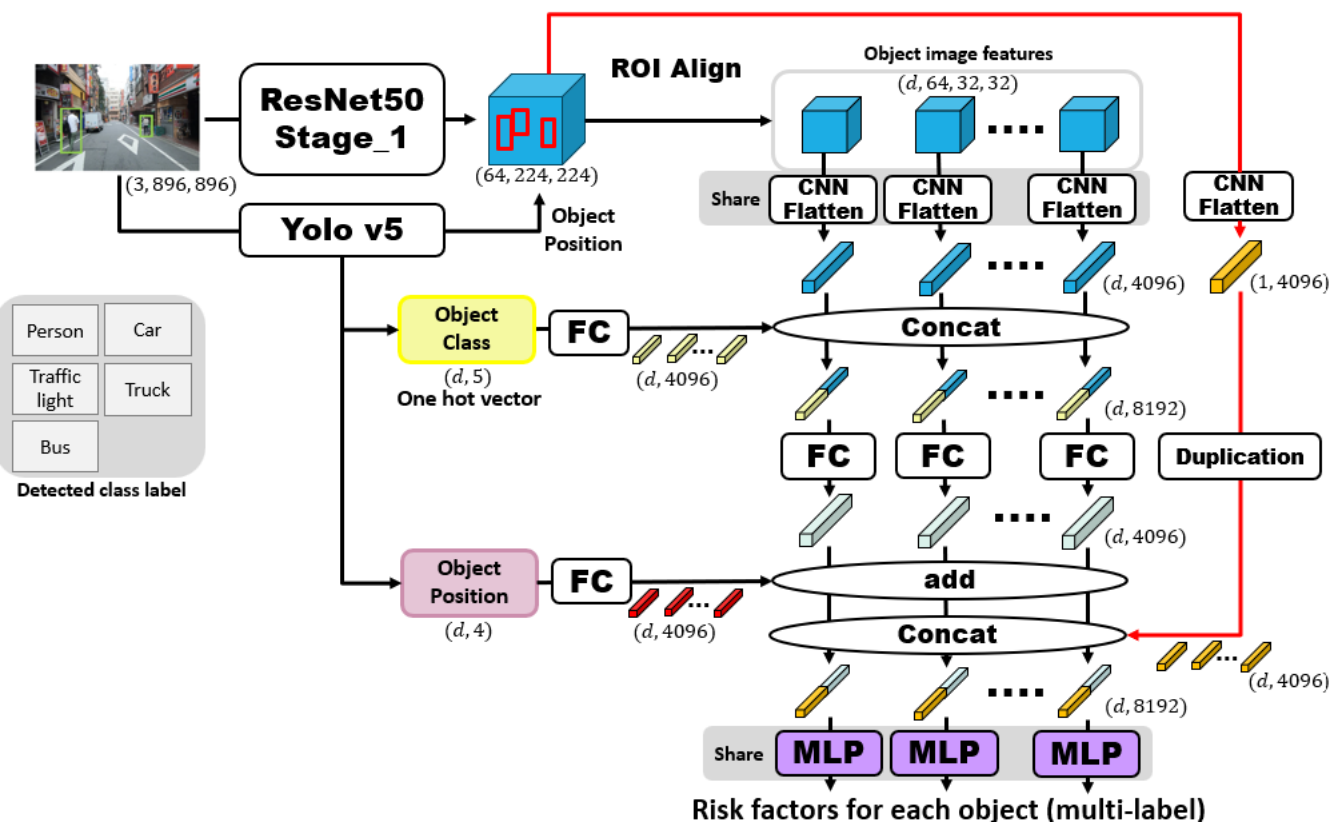 ResNet50
Stage_1
ROI Align
Object image features
(d, 64, 32, 32)
(3, 896, 896)
(64, 224, 224)
Share
CNN
Flatten
CNN
Flatten
CNN
Flatten
CNN
Flatten
Yolo v5
Object
Position
(d, 4096)
(1, 4096)
Person
Car
Traffic
light
Truck
Bus
Detected class label
Object
Class
(d, 5)
One hot vector
FC
(d, 4096)
Concat
(d, 8192)
FC
FC
FC
Duplication
(d, 4096)
Object
Position
(d, 4)
FC
(d, 4096)
add
Concat
(d, 4096)
(d, 8192)
Share
MLP
MLP
MLP
Risk factors for each object (multi-label)